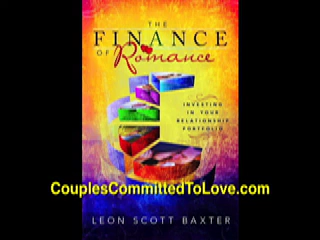 THE
FINANCE
OF Romance
INVESTING
IN YOUR
RELATIONSHIP
PORTFOLIO
CouplesCommittedToLove.com
LEON SCOTT BAXTER